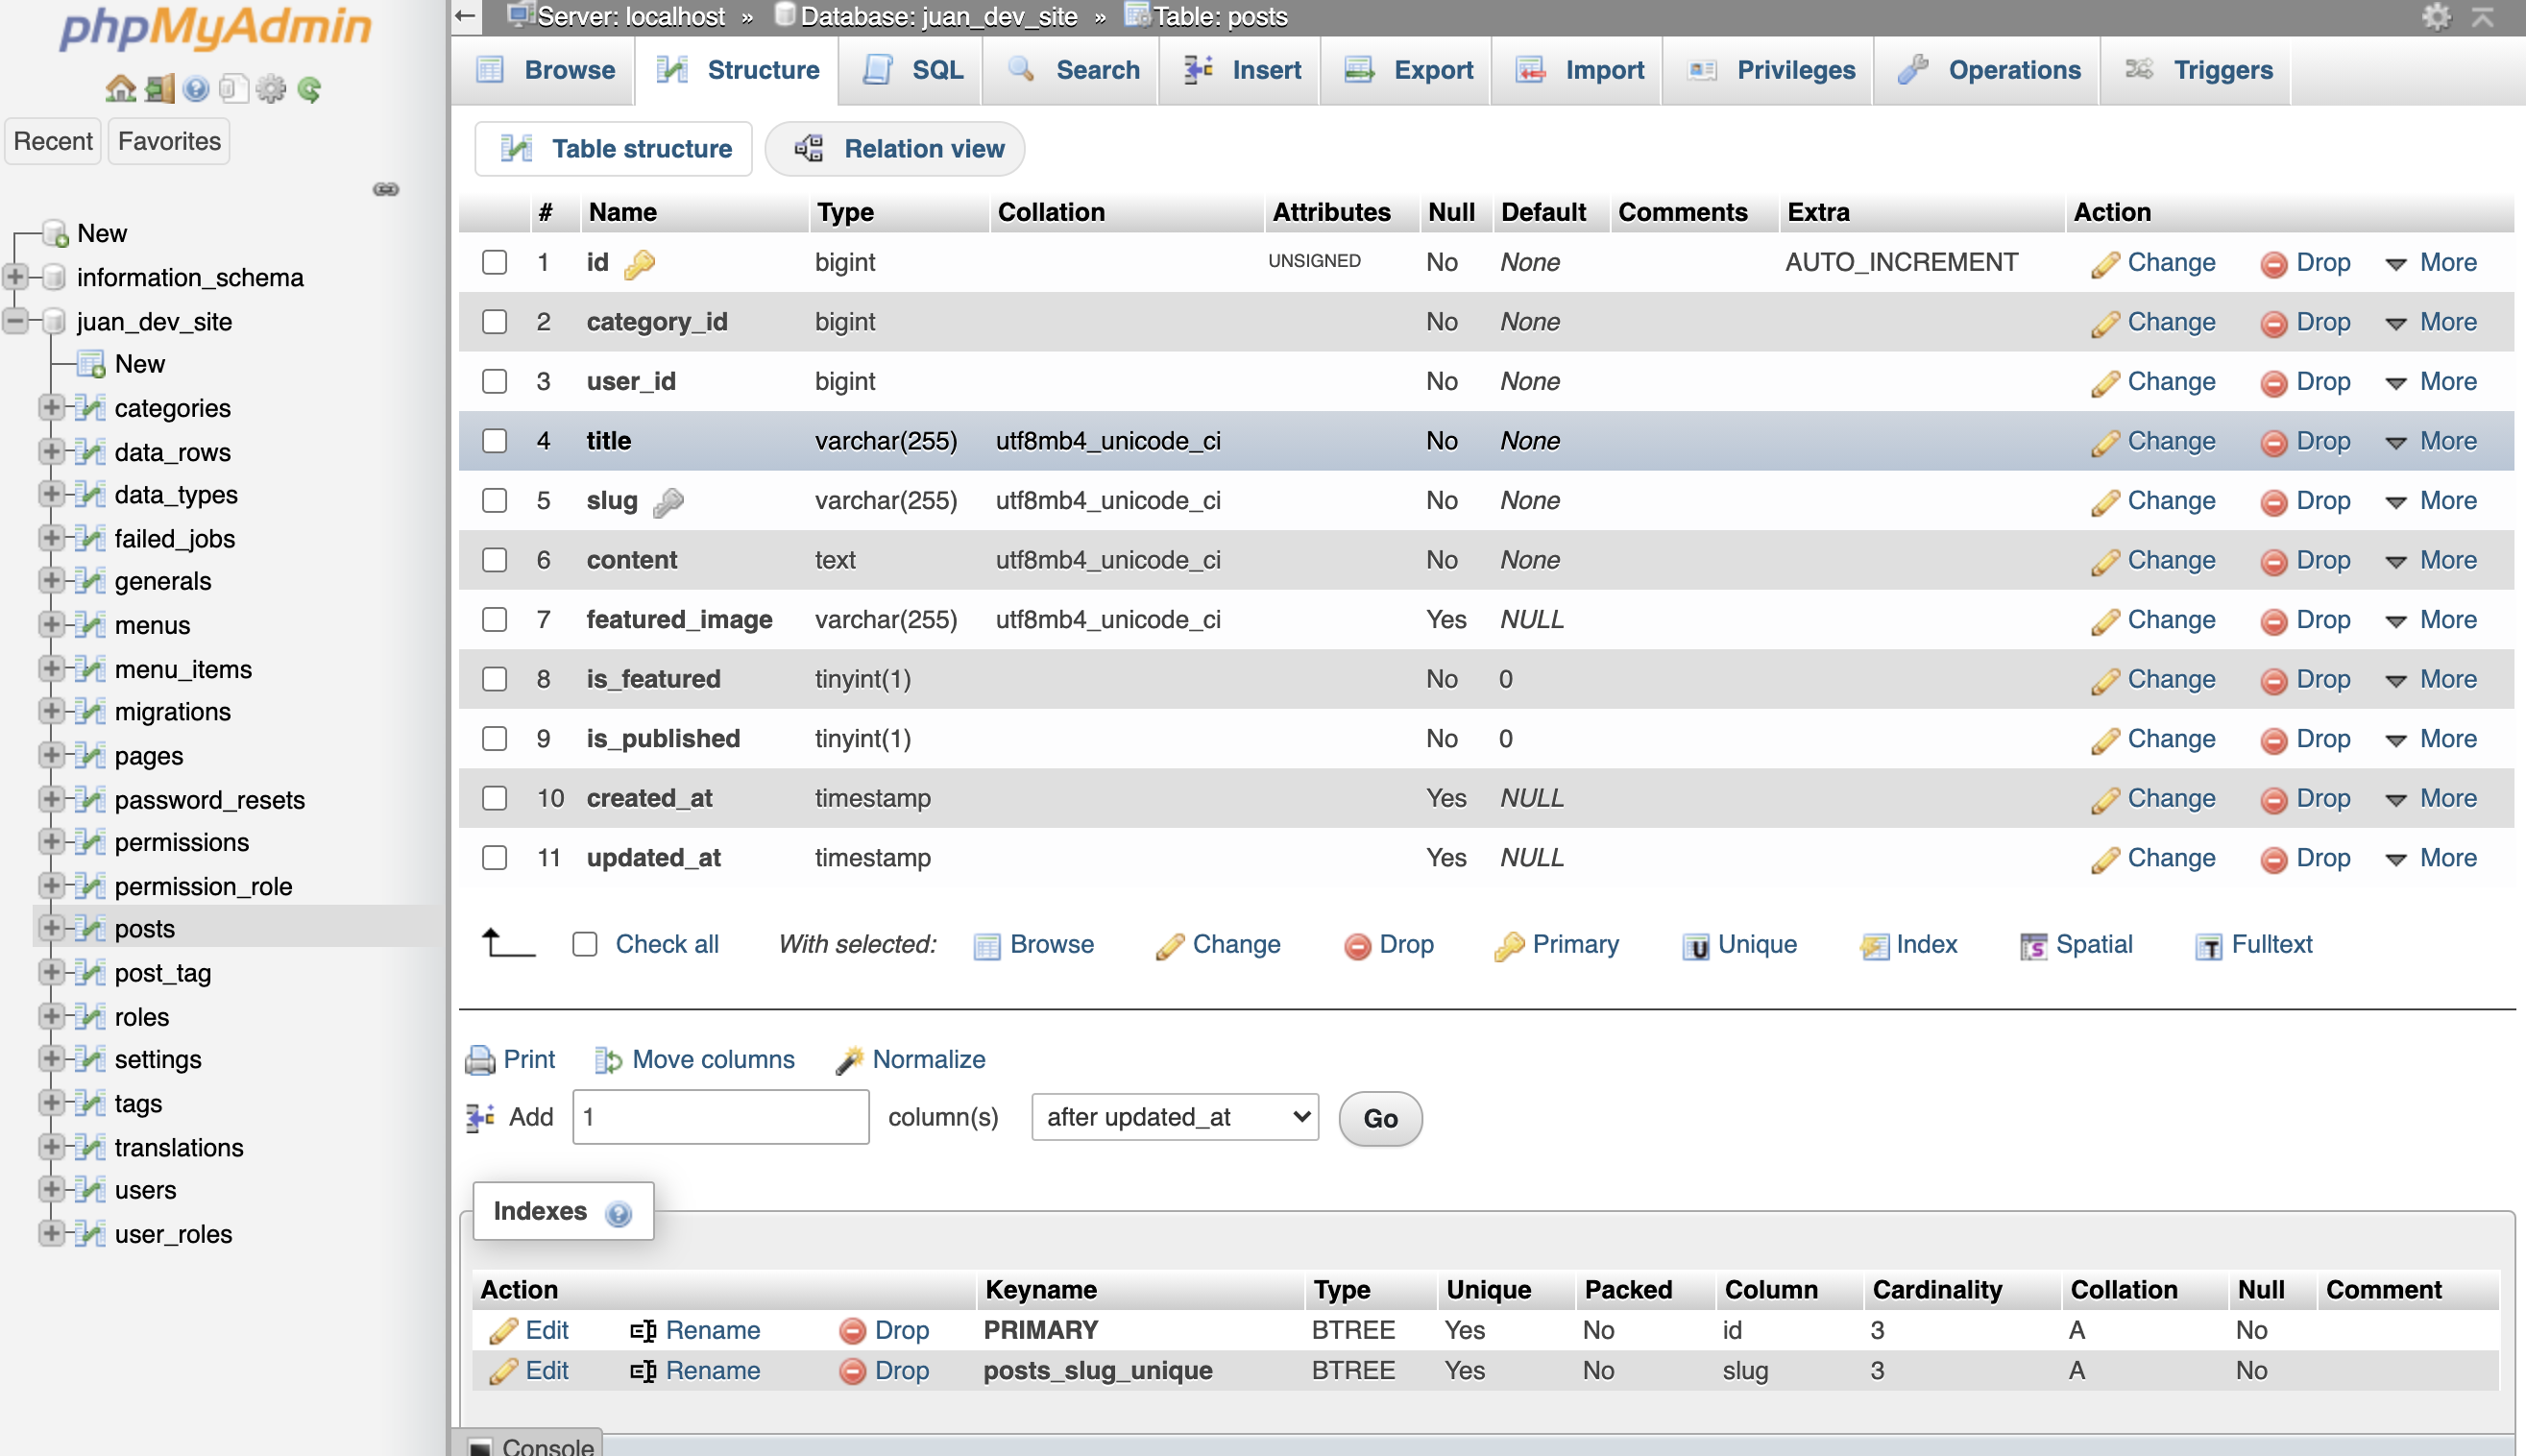 phpMyAdmin
Recent Favorites
New
information_schema
juan_dev_site
New
categories
data_rows
data_types
failed_jobs
generals
menus
menu_items
migrations
pages
password_resets
permissions
permission_role
posts
post_tag
roles
settings
tags
translations
users
user_roles
Server: localhost » Database: juan_dev_site » Table: posts
Browse Structure SQL Search Insert Export Import Privileges Operations Triggers
Table structure Relation view
# Name Type Collation Attributes Null Default Comments Extra Action
1 id bigint UNSIGNED No None AUTO_INCREMENT Change Drop More
2 category_id bigint No None Change Drop More
3 user_id bigint No None Change Drop More
4 title varchar(255) utf8mb4_unicode_ci No None Change Drop More
5 slug varchar(255) utf8mb4_unicode_ci No None Change Drop More
6 content text utf8mb4_unicode_ci No None Change Drop More
7 featured_image varchar(255) utf8mb4_unicode_ci Yes NULL Change Drop More
8 is_featured tinyint(1) No 0 Change Drop More
9 is_published tinyint(1) No 0 Change Drop More
10 created_at timestamp Yes NULL Change Drop More
11 updated_at timestamp Yes NULL Change Drop More
Check all With selected: Browse Change Drop Primary Unique Index Spatial Fulltext
Print Move columns Normalize
Add 1 column(s) after updated_at Go
Indexes
Action Keyname Type Unique Packed Column Cardinality Collation Null Comment
Edit Rename Drop PRIMARY BTREE Yes No id 3 A No
Edit Rename Drop posts_slug_unique BTREE Yes No slug 3 A No
Console